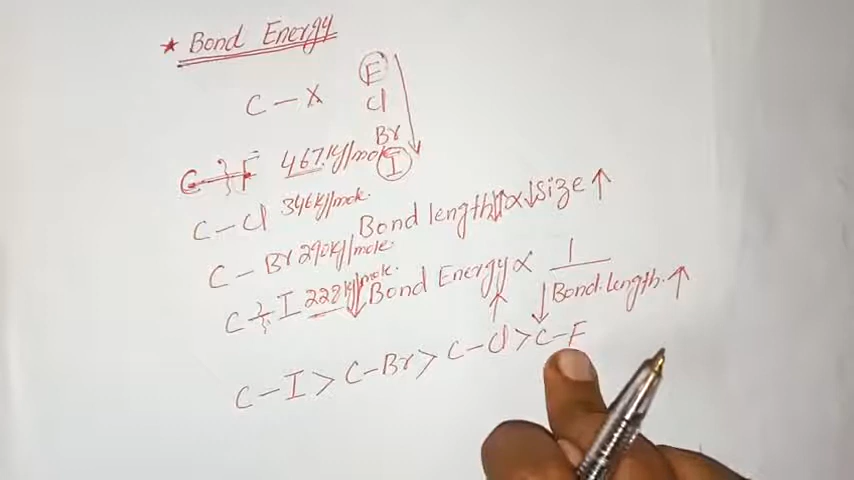 ★ Bond Energy
C – X
F
Cl
Br
I
C – F 467 kJ/mole
C – Cl 346 kJ/mole.
C – Br 290 kJ/mole.
C – I 228 kJ/mole.
Bond length ↑ ∝ ↓ Size ↑
Bond Energy ∝ 1 / Bond length. ↑
C – I > C – Br > C – Cl > C – F